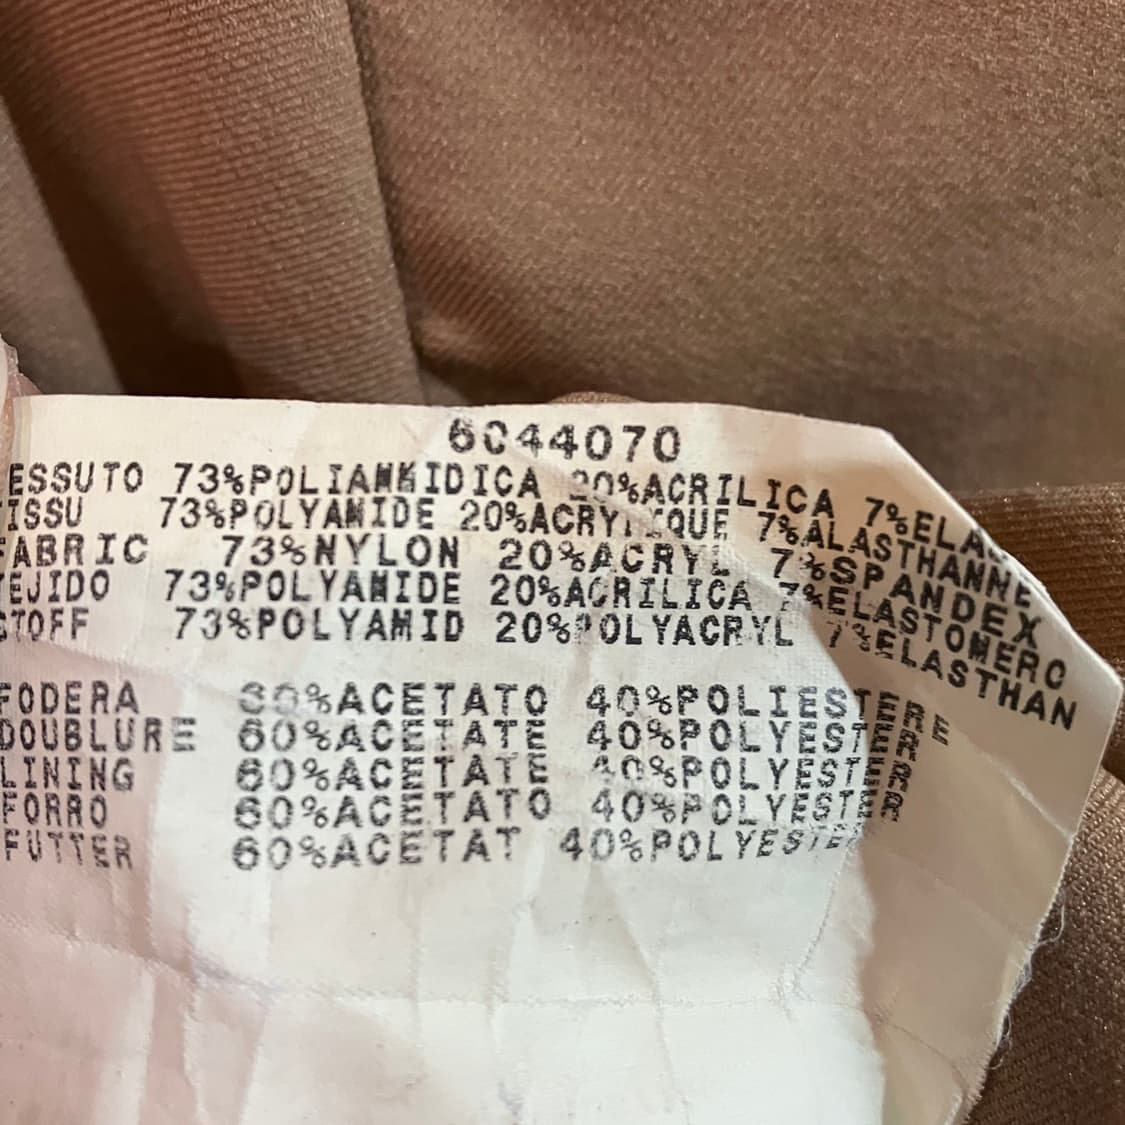 6044070
ESSUTO 73%POLIAMMIDICA 20%ACRILICA 7%ELAS
TISSU 73%POLYAMIDE 20%ACRYLIQUE 7%ALASTHANNE
FABRIC 73%NYLON 20%ACRYL 7%SPANDEX
TEJIDO 73%POLYAMIDE 20%ACRILICA 7%ELASTOMERO
STOFF 73%POLYAMID 20%POLYACRYL 7%ELASTHAN
FODERA 60%ACETATO 40%POLIESTERE
DOUBLURE 60%ACETATE 40%POLYESTERR
LINING 60%ACETATE 40%POLYESTER
FORRO 60%ACETATO 40%POLYESTER
FUTTER 60%ACETAT 40%POLYESTER